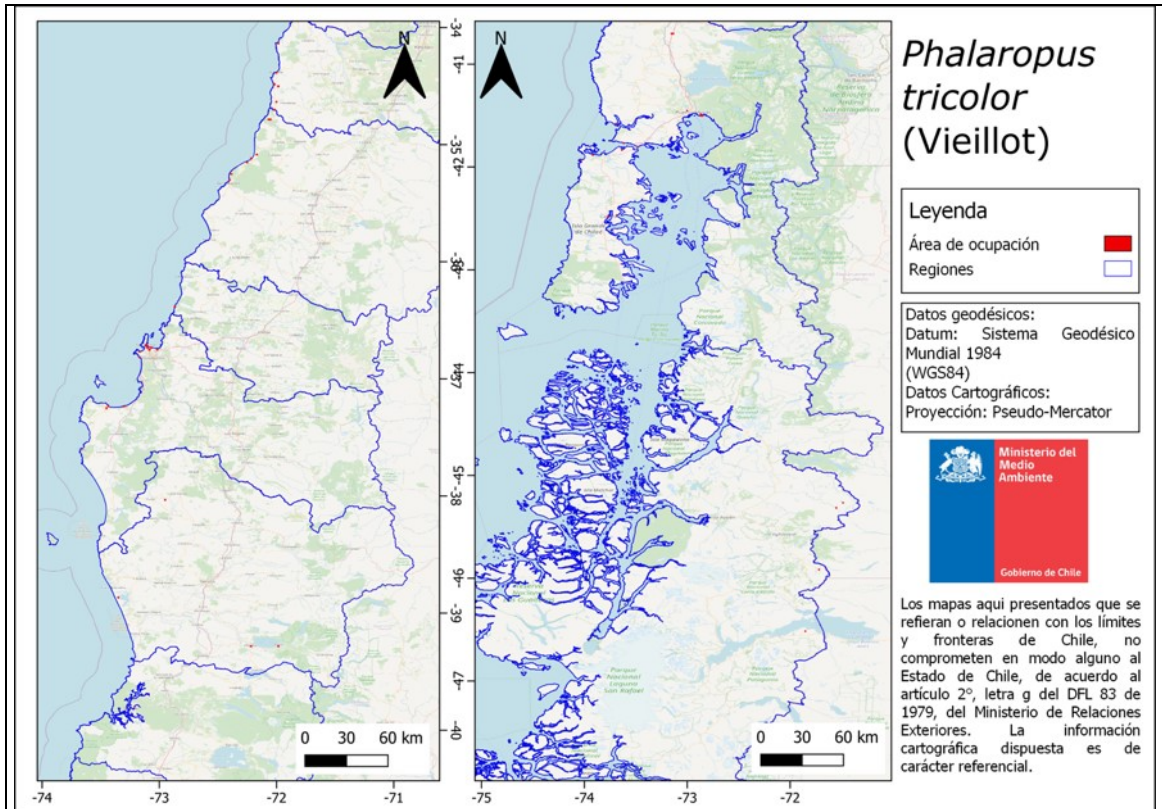 N
N
-34
-35
-36
-37
-38
-39
-40
-74
-73
-72
-71
-41
-42
-43
-44
-45
-46
-47
-75
-74
-73
-72
0 30 60 km
0 30 60 km
Isla Grande
de Chiloé
Parque
Nacional
Laguna
San Rafael
Phalaropus
tricolor
(Vieillot)
Leyenda
Área de ocupación
Regiones
Datos geodésicos:
Datum: Sistema Geodésico
Mundial 1984
(WGS84)
Datos Cartográficos:
Proyección: Pseudo-Mercator
Ministerio del
Medio
Ambiente
Gobierno de Chile
Los mapas aqui presentados que se
refieran o relacionen con los límites
y fronteras de Chile, no
comprometen en modo alguno al
Estado de Chile, de acuerdo al
artículo 2°, letra g del DFL 83 de
1979, del Ministerio de Relaciones
Exteriores. La información
cartográfica dispuesta es de
carácter referencial.